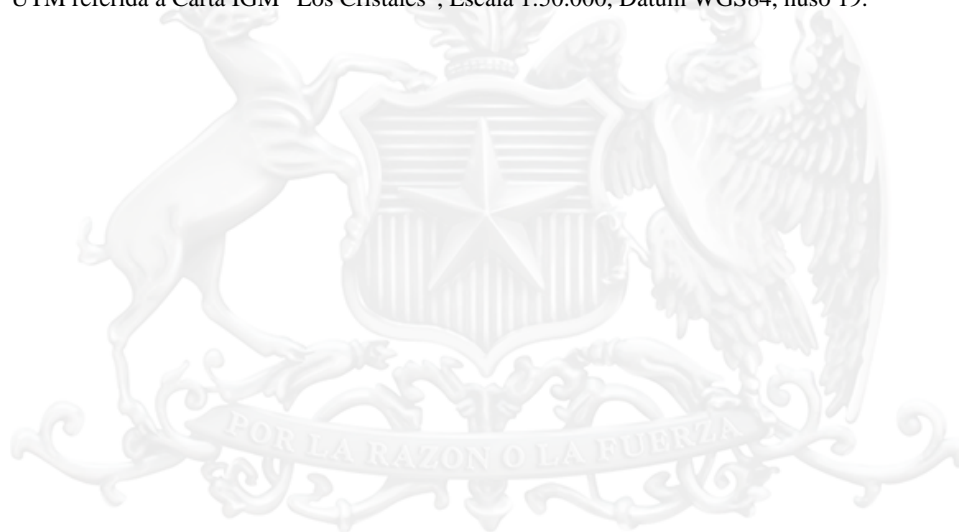 UTM referida a Carta IGM "Los Cristales", Escala 1:50.000, Datum WGS84, huso 19.
POR LA RAZON O LA FUERZA